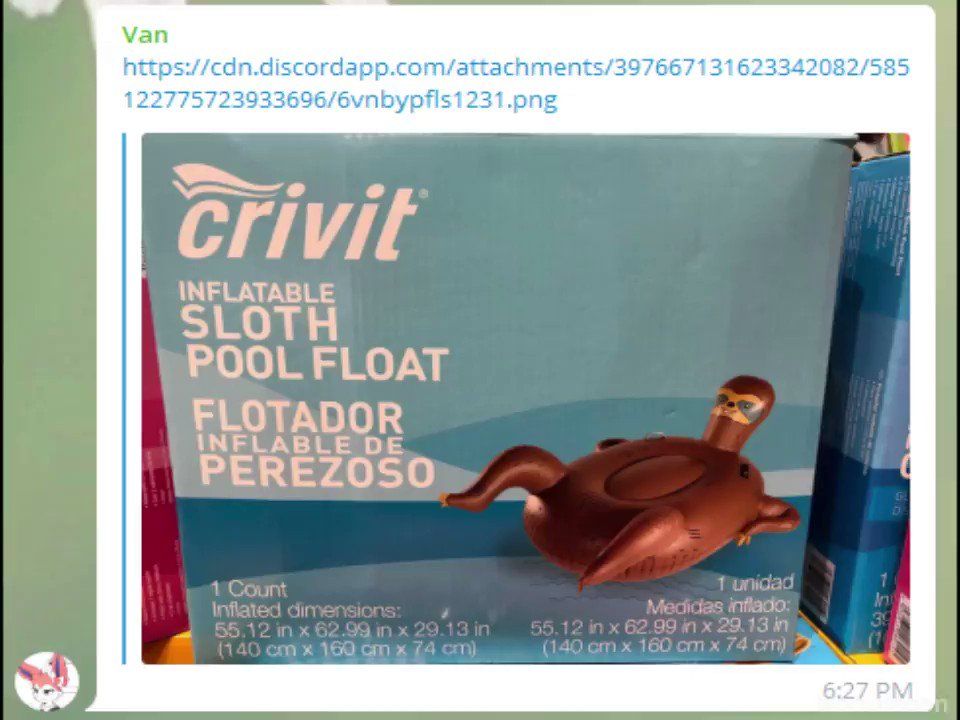 Van
https://cdn.discordapp.com/attachments/397667131623342082/585
1227757239​33696/6vnbypfls1231.png
crivit®
INFLATABLE
SLOTH
POOL FLOAT
FLOTADOR
INFLABLE DE
PEREZOSO
1 Count
Inflated dimensions:
55.12 in x 62.99 in x 29.13 in
(140 cm x 160 cm x 74 cm)
1 unidad
Medidas inflado:
55.12 in x 62.99 in x 29.13 in
(140 cm x 160 cm x 74 cm)
6:27 PM